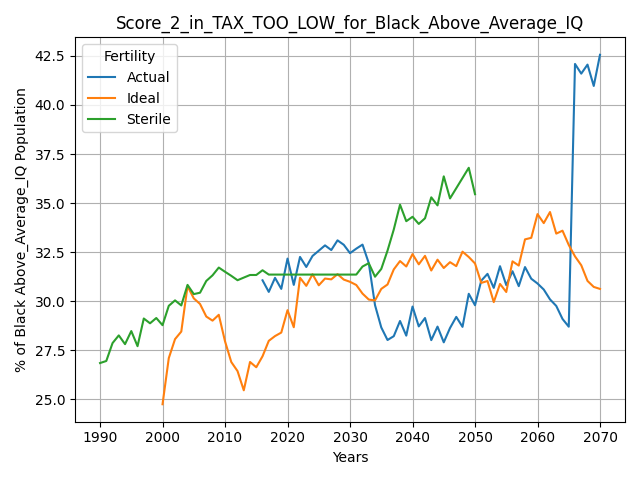 Score_2_in_TAX_TOO_LOW_for_Black_Above_Average_IQ
Fertility
Actual
Ideal
Sterile
% of Black Above_Average_IQ Population
42.5
40.0
37.5
35.0
32.5
30.0
27.5
25.0
1990 2000 2010 2020 2030 2040 2050 2060 2070
Years